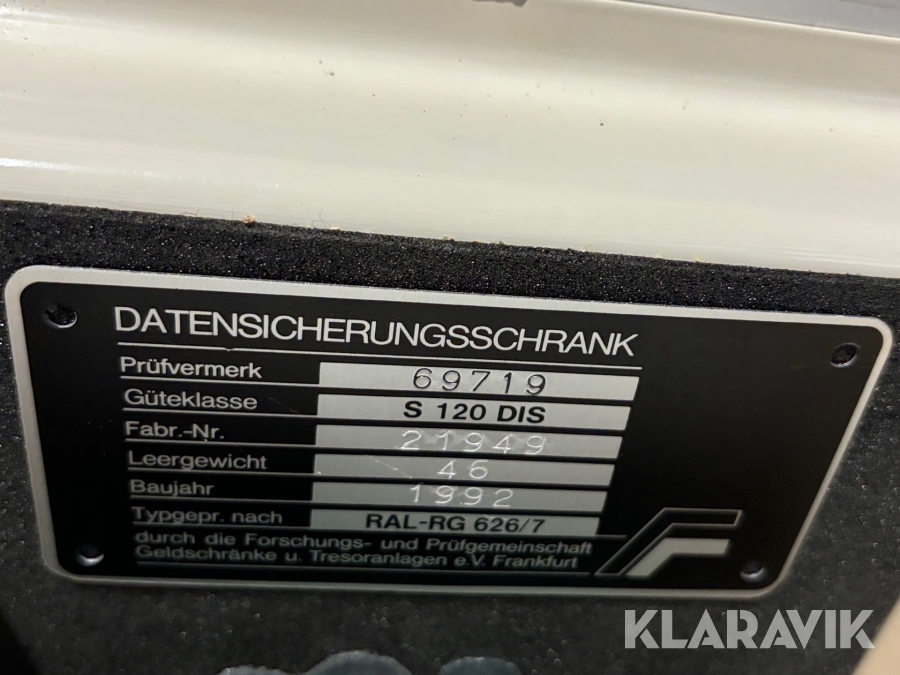 DATENSICHERUNGSSCHRANK
Prüfvermerk 69719
Güteklasse S 120 DIS
Fabr.-Nr. 21949
Leergewicht 46
Baujahr 1992
Typgepr. nach RAL-RG 626/7
durch die Forschungs- und Prüfgemeinschaft
Geldschränke u. Tresoranlagen e.V. Frankfurt
KLARAVIK